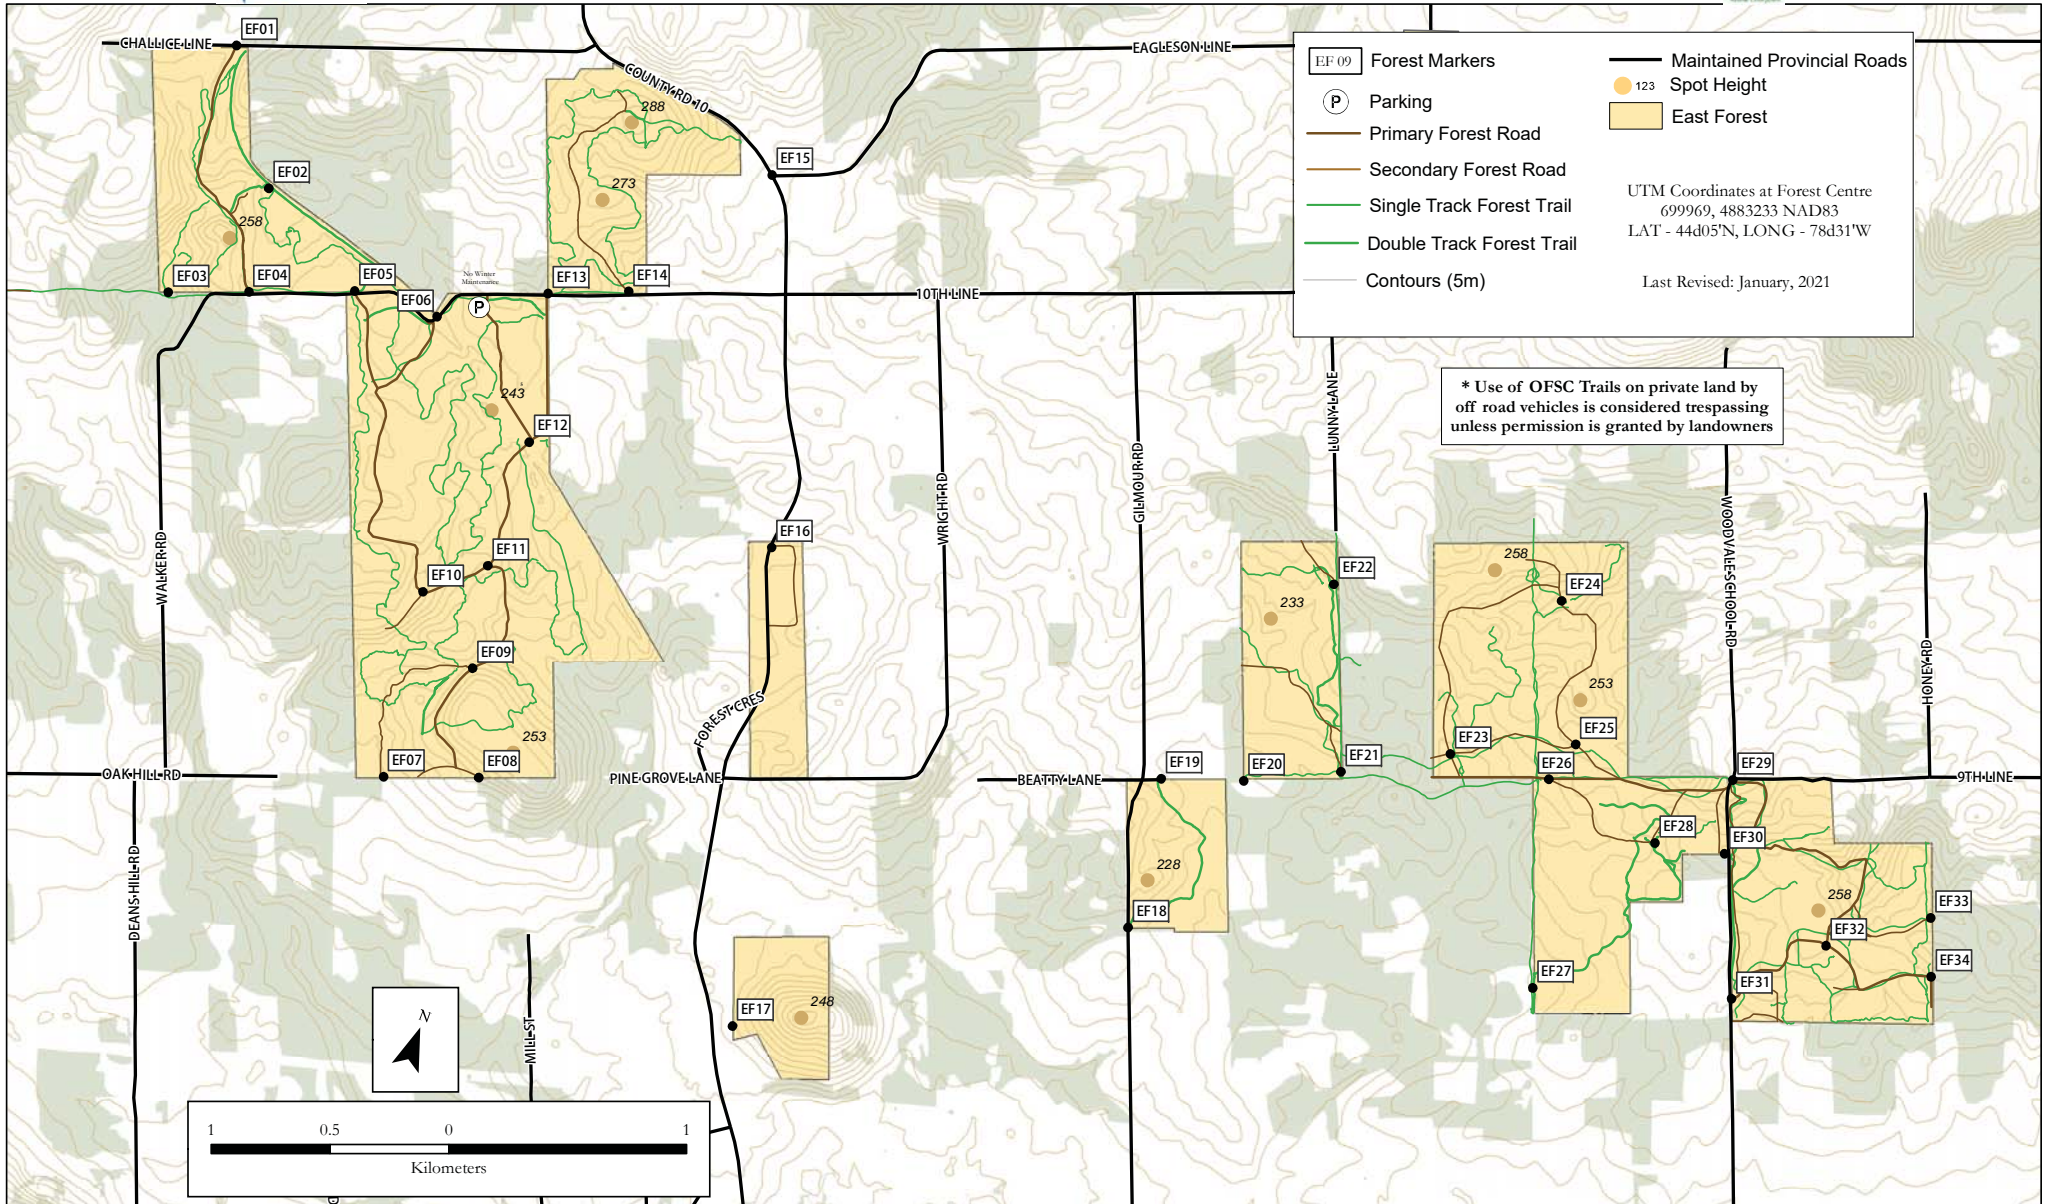 EF01
CHALLICE LINE
COUNTY RD 10
EAGLESON LINE
288
EF15
EF02
273
258
EF03
EF04
EF05
EF06
No Winter
Maintenance
P
EF13
EF14
10TH LINE
EF 09 Forest Markers
P Parking
Primary Forest Road
Secondary Forest Road
Single Track Forest Trail
Double Track Forest Trail
Contours (5m)
Maintained Provincial Roads
123 Spot Height
East Forest
UTM Coordinates at Forest Centre
699969, 4883233 NAD83
LAT - 44d05'N, LONG - 78d31'W
Last Revised: January, 2021
* Use of OFSC Trails on private land by
off road vehicles is considered trespassing
unless permission is granted by landowners
243
EF12
LUNNY LANE
GILMOUR RD
WRIGHT RD
WALKER RD
WOODVALE SCHOOL RD
HONEY RD
EF16
EF11
EF10
EF22
233
258
EF24
EF09
253
FOREST CRES
253
EF07
EF08
EF23
EF25
EF21
EF20
EF19
EF26
EF29
OAK HILL RD
PINE GROVE LANE
BEATTY LANE
9TH LINE
EF28
EF30
DEANS HILL RD
228
EF18
258
EF33
EF32
EF34
EF27
EF31
248
EF17
MILL ST
N
1 0.5 0 1
Kilometers